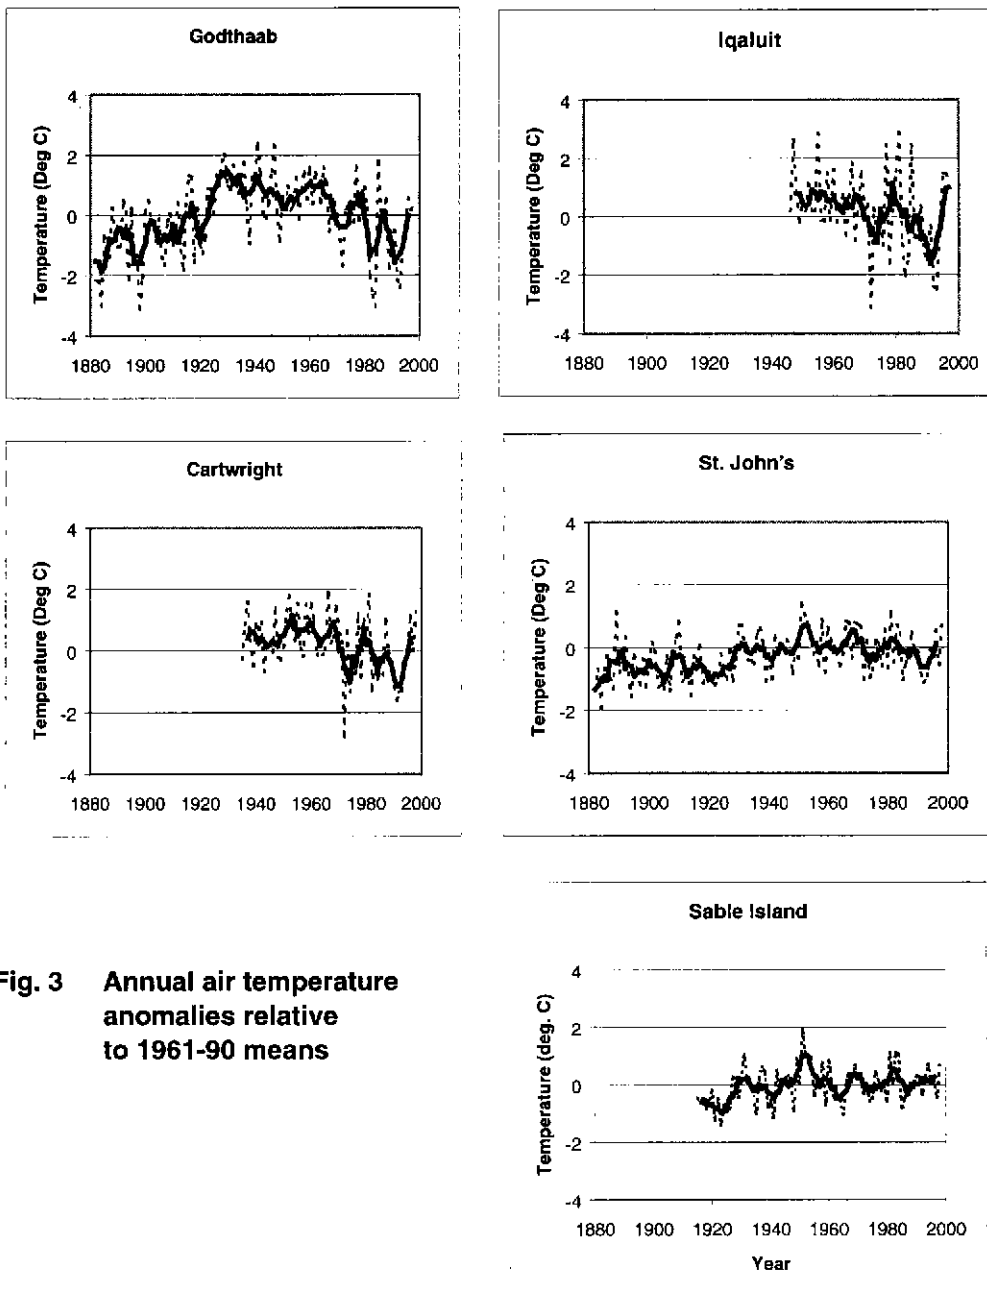 Godthaab
Temperature (Deg C)
4
2
0
-2
-4
1880 1900 1920 1940 1960 1980 2000
Iqaluit
Temperature (Deg C)
4
2
0
-2
-4
1880 1900 1920 1940 1960 1980 2000
Cartwright
Temperature (Deg C)
4
2
0
-2
-4
1880 1900 1920 1940 1960 1980 2000
St. John's
Temperature (Deg C)
4
2
0
-2
-4
1880 1900 1920 1940 1960 1980 2000
Fig. 3 Annual air temperature
anomalies relative
to 1961-90 means
Sable Island
Temperature (deg. C)
4
2
0
-2
-4
1880 1900 1920 1940 1960 1980 2000
Year